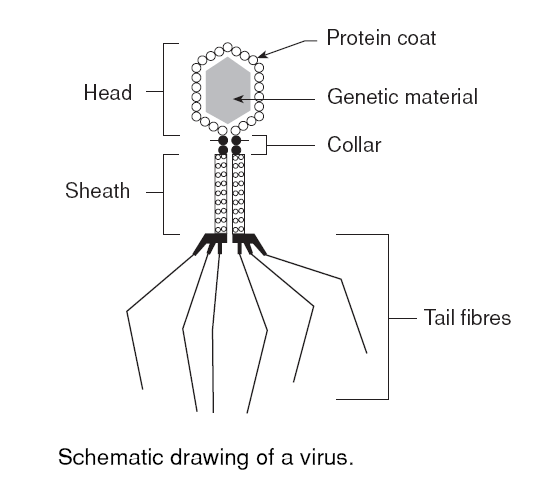 Protein coat
Head
Genetic material
Collar
Sheath
Tail fibres
Schematic drawing of a virus.